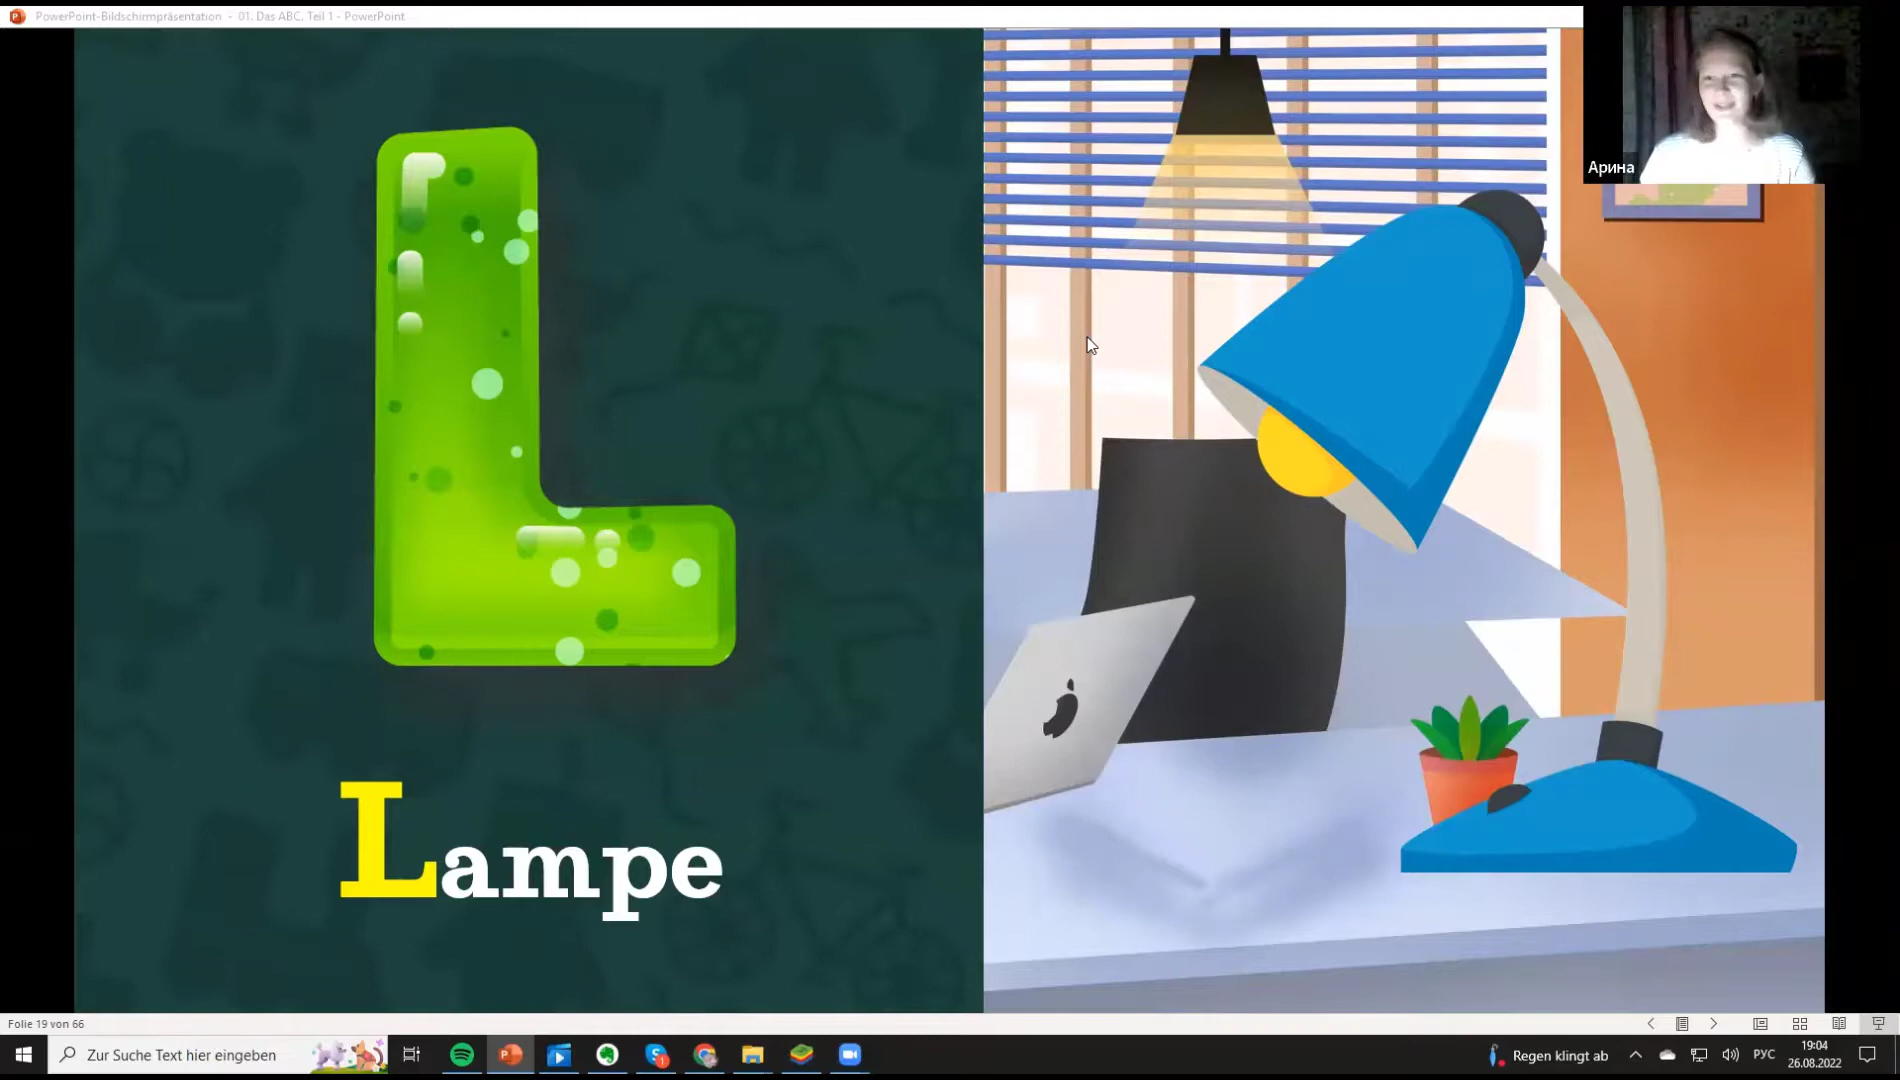 PowerPoint-Bildschirmpräsentation - 01. Das ABC, Teil 1 - PowerPoint
Арина
L
Lampe
Folie 19 von 66
Zur Suche Text hier eingeben
1
Regen klingt ab
РУС
19:04
26.08.2022